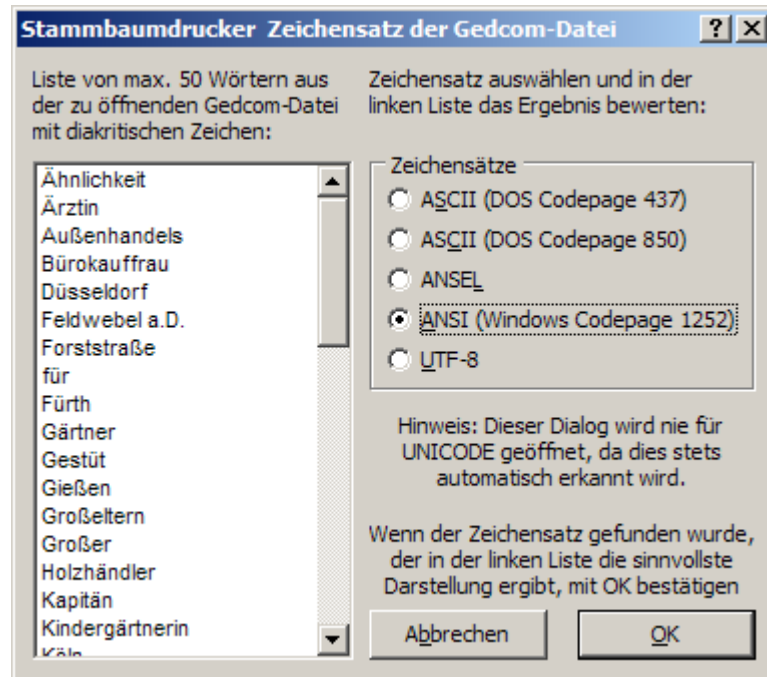 Stammbaumdrucker Zeichensatz der Gedcom-Datei
Liste von max. 50 Wörtern aus
der zu öffnenden Gedcom-Datei
mit diakritischen Zeichen:
Ähnlichkeit
Ärztin
Außenhandels
Bürokauffrau
Düsseldorf
Feldwebel a.D.
Forststraße
für
Fürth
Gärtner
Gestüt
Gießen
Großeltern
Großer
Holzhändler
Kapitän
Kindergärtnerin
Köln
Zeichensatz auswählen und in der
linken Liste das Ergebnis bewerten:
Zeichensätze
ASCII (DOS Codepage 437)
ASCII (DOS Codepage 850)
ANSEL
ANSI (Windows Codepage 1252)
UTF-8
Hinweis: Dieser Dialog wird nie für
UNICODE geöffnet, da dies stets
automatisch erkannt wird.
Wenn der Zeichensatz gefunden wurde,
der in der linken Liste die sinnvollste
Darstellung ergibt, mit OK bestätigen
Abbrechen
OK